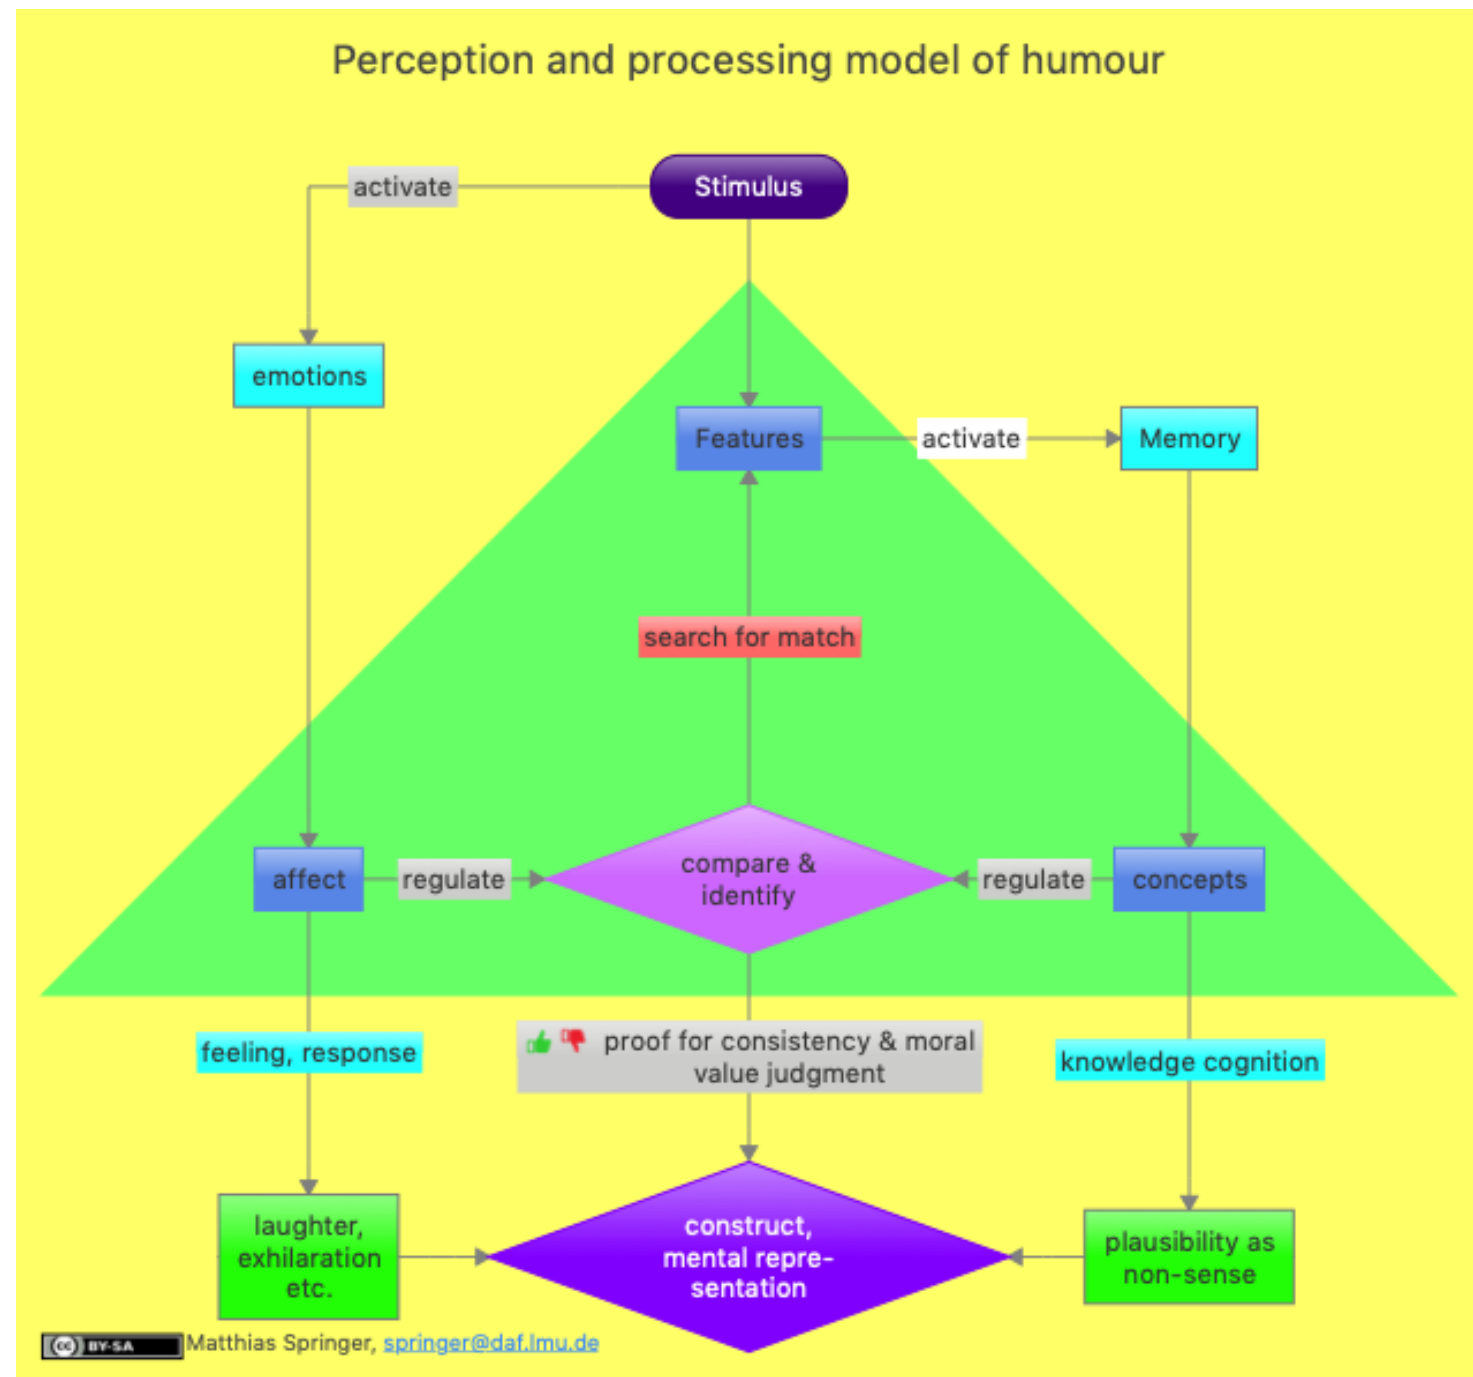 Perception and processing model of humour
activate
Stimulus
emotions
Features
activate
Memory
search for match
affect
regulate
compare &
identify
regulate
concepts
feeling, response
proof for consistency & moral
value judgment
knowledge cognition
laughter,
exhilaration
etc.
construct,
mental repre-
sentation
plausibility as
non-sense
cc BY-SA Matthias Springer, springer@daf.lmu.de